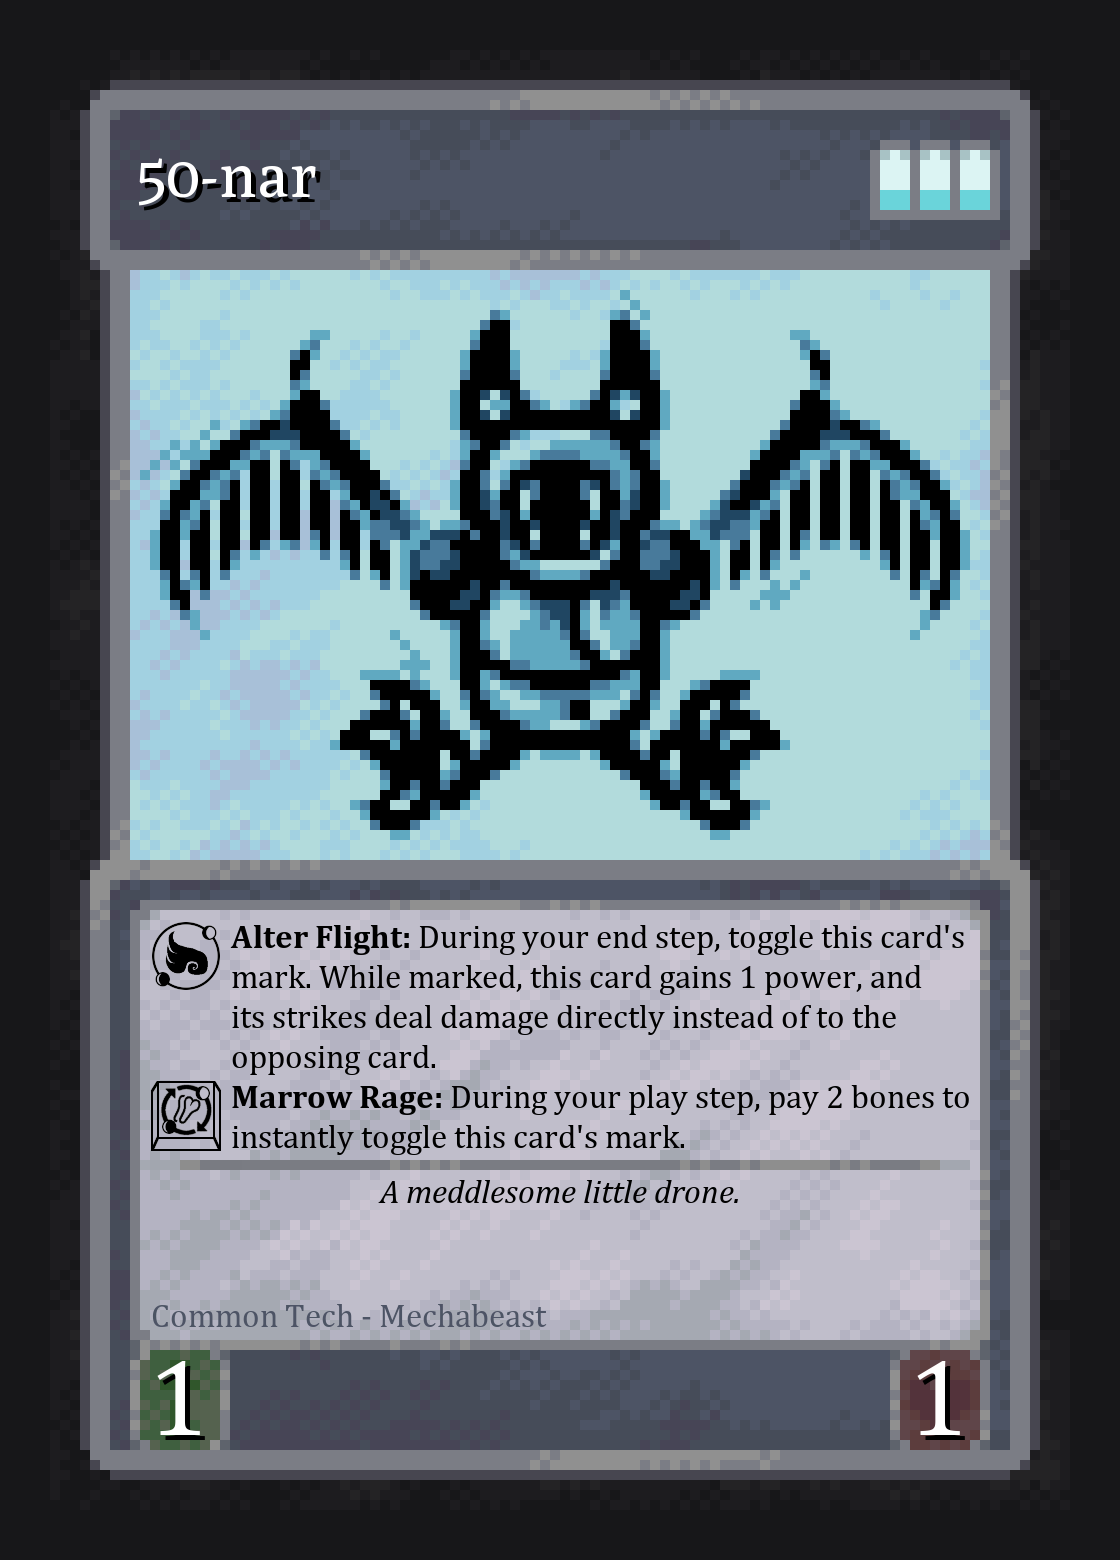 50-nar
Alter Flight: During your end step, toggle this card's
mark. While marked, this card gains 1 power, and
its strikes deal damage directly instead of to the
opposing card.
Marrow Rage: During your play step, pay 2 bones to
instantly toggle this card's mark.
A meddlesome little drone.
Common Tech - Mechabeast
1 1